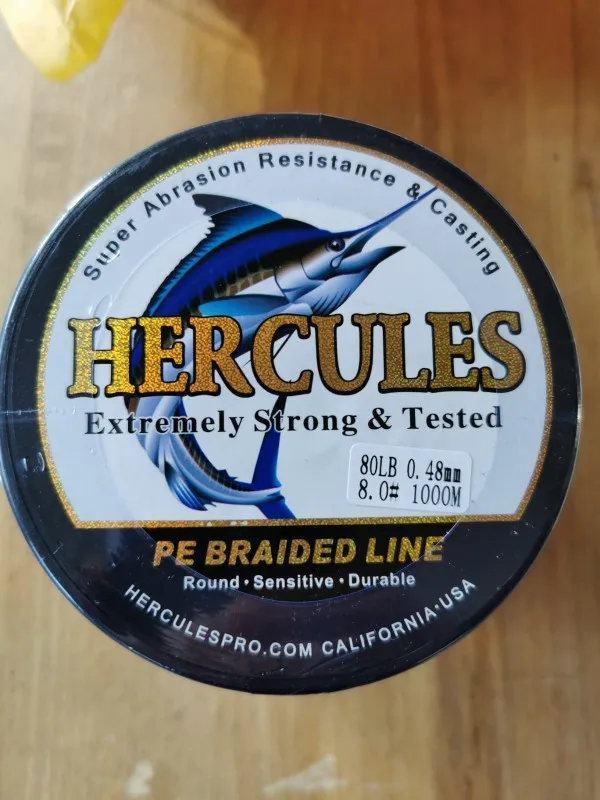 Super Abrasion Resistance & Casting
HERCULES
Extremely Strong & Tested
80LB 0.48mm
8.0# 1000M
PE BRAIDED LINE
Round • Sensitive • Durable
HERCULESPRO.COM CALIFORNIA•USA